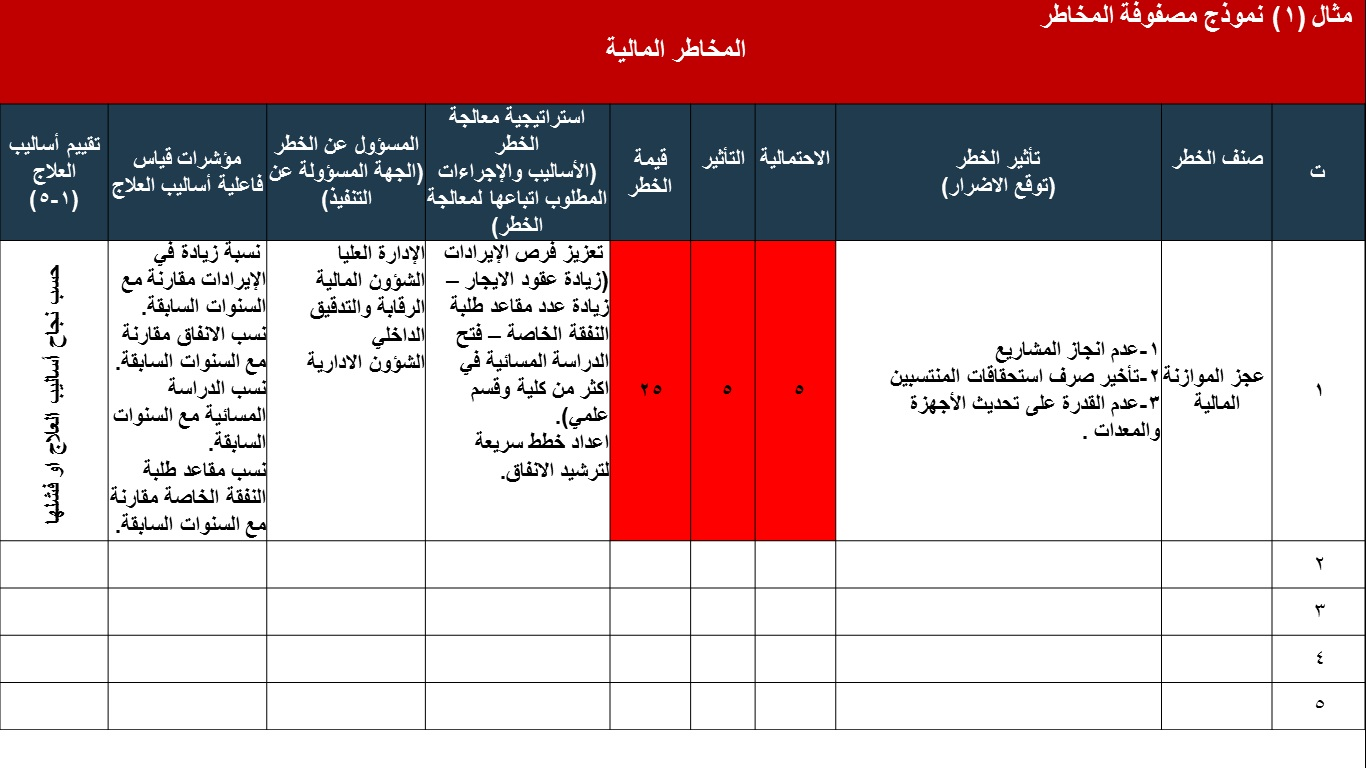 مثال (١) نموذج مصفوفة المخاطر
المخاطر المالية
ت
صنف الخطر
تأثير الخطر
(توقع الاضرار)
الاحتمالية
التأثير
قيمة
الخطر
استراتيجية معالجة
الخطر
(الأساليب والإجراءات
المطلوب اتباعها لمعالجة
الخطر)
المسؤول عن الخطر
(الجهة المسؤولة عن
التنفيذ)
مؤشرات قياس
فاعلية أساليب العلاج
تقييم أساليب
العلاج
(١-٥)
١
عجز الموازنة
المالية
١-عدم انجاز المشاريع
٢-تأخير صرف استحقاقات المنتسبين
٣-عدم القدرة على تحديث الأجهزة
والمعدات .
٥
٥
٢٥
تعزيز فرص الإيرادات
(زيادة عقود الايجار –
زيادة عدد مقاعد طلبة
النفقة الخاصة – فتح
الدراسة المسائية في
اكثر من كلية وقسم
علمي).
اعداد خطط سريعة
لترشيد الانفاق.
الإدارة العليا
الشؤون المالية
الرقابة والتدقيق
الداخلي
الشؤون الادارية
نسبة زيادة في
الإيرادات مقارنة مع
السنوات السابقة.
نسب الانفاق مقارنة
مع السنوات السابقة.
نسب الدراسة
المسائية مع السنوات
السابقة.
نسب مقاعد طلبة
النفقة الخاصة مقارنة
مع السنوات السابقة.
حسب نجاح أساليب العلاج او فشلها
٢
٣
٤
٥